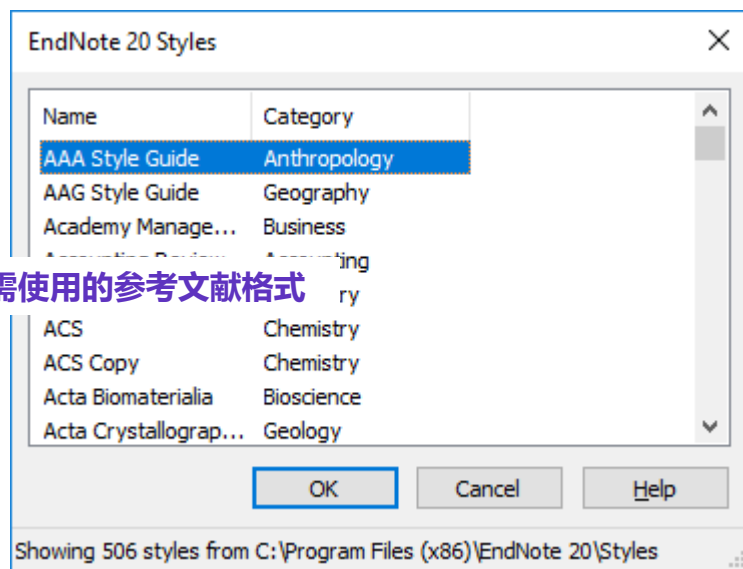 EndNote 20 Styles
Name Category
AAA Style Guide Anthropology
AAG Style Guide Geography
Academy Manage... Business
需使用的参考文献格式
ACS Chemistry
ACS Copy Chemistry
Acta Biomaterialia Bioscience
Acta Crystallograp... Geology
OK Cancel Help
Showing 506 styles from C:\Program Files (x86)\EndNote 20\Styles